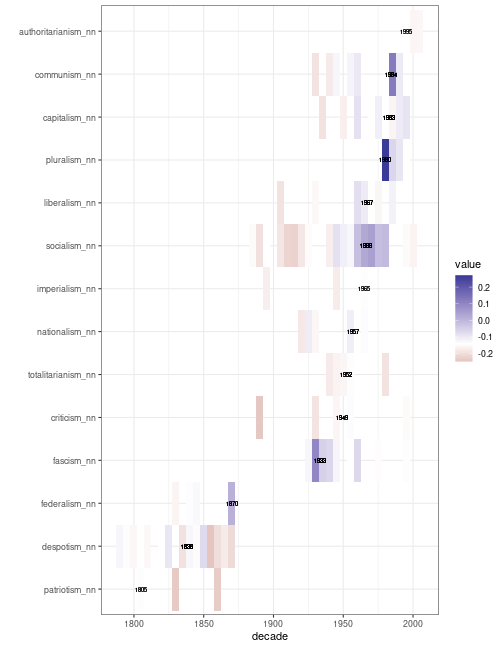 authoritarianism_nn 1995
communism_nn 1984
capitalism_nn 1983
pluralism_nn 1980
liberalism_nn 1967
socialism_nn
imperialism_nn 1965
nationalism_nn 1957
totalitarianism_nn 1952
criticism_nn 1949
fascism_nn 1933
federalism_nn 1870
despotism_nn
patriotism_nn 1805
1800 1850 1900 1950 2000
decade
value
0.2
0.1
0.0
-0.1
-0.2